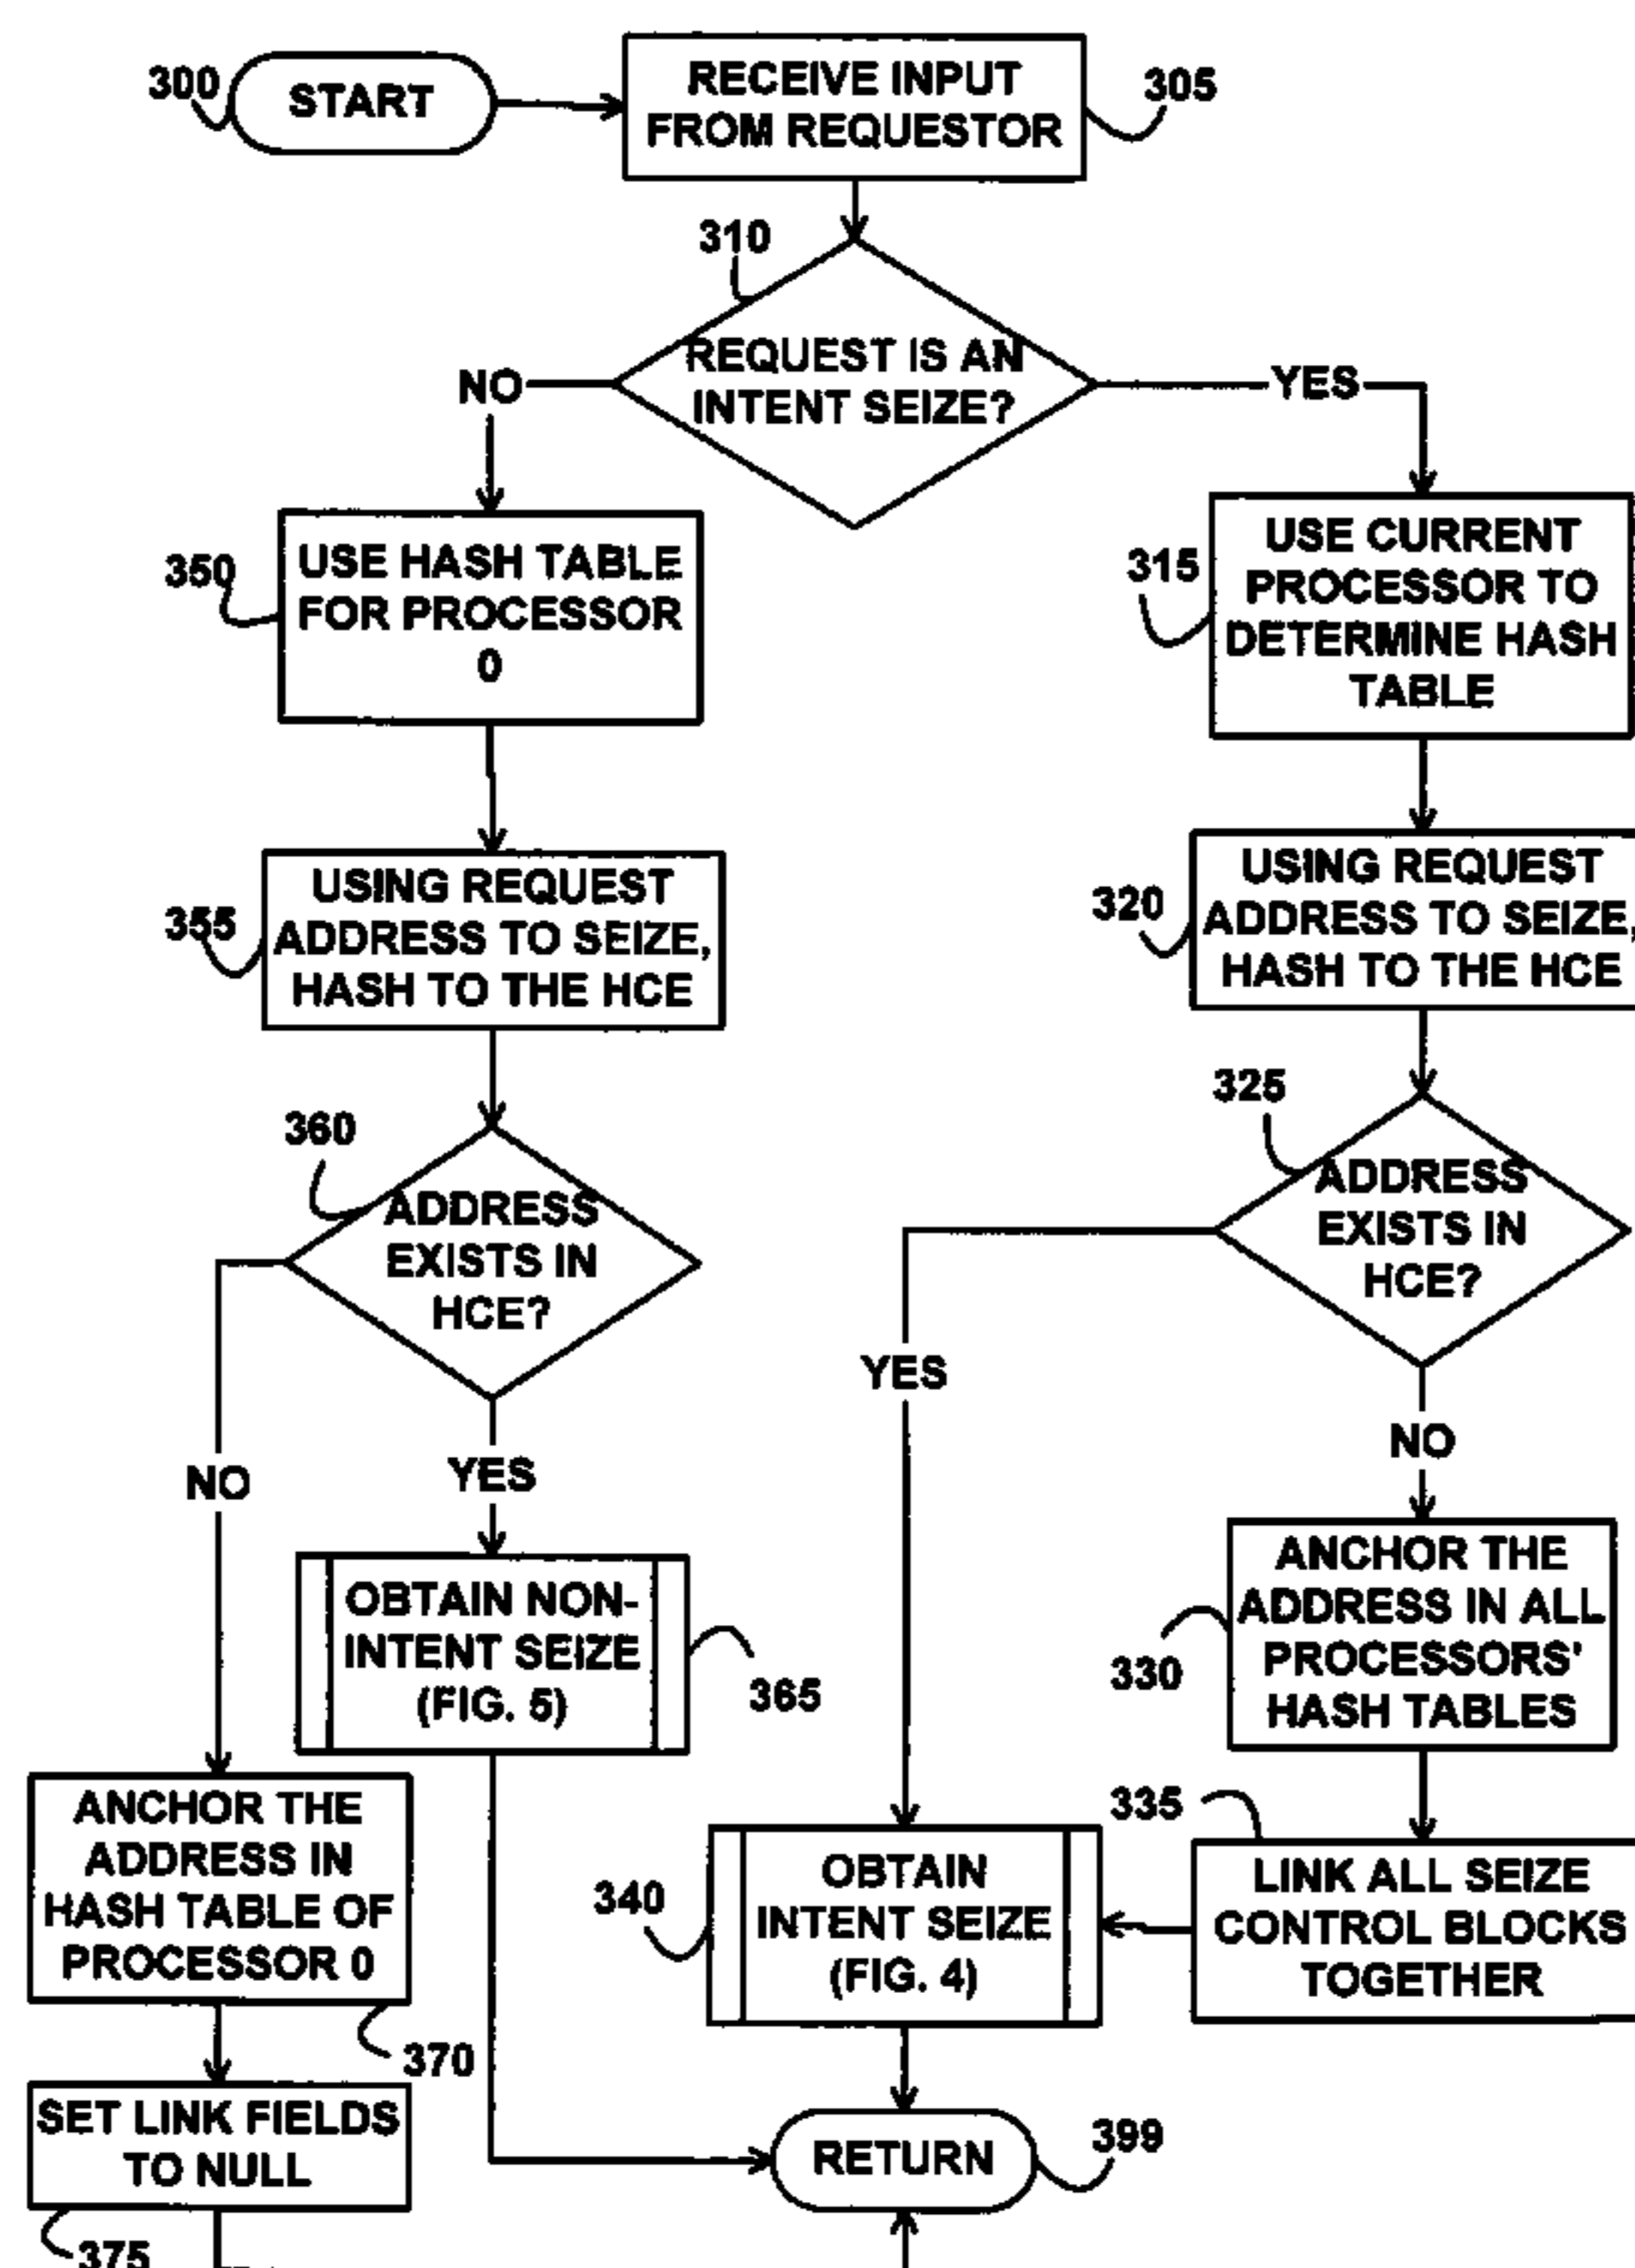 300
START
RECEIVE INPUT
FROM REQUESTOR
305
310
REQUEST IS AN
INTENT SEIZE?
NO
YES
350
USE HASH TABLE
FOR PROCESSOR
0
315
USE CURRENT
PROCESSOR TO
DETERMINE HASH
TABLE
355
USING REQUEST
ADDRESS TO SEIZE,
HASH TO THE HCE
320
USING REQUEST
ADDRESS TO SEIZE,
HASH TO THE HCE
360
ADDRESS
EXISTS IN
HCE?
325
ADDRESS
EXISTS IN
HCE?
NO
YES
YES
NO
OBTAIN NON-
INTENT SEIZE
(FIG. 5)
365
330
ANCHOR THE
ADDRESS IN ALL
PROCESSORS'
HASH TABLES
ANCHOR THE
ADDRESS IN
HASH TABLE OF
PROCESSOR 0
370
340
OBTAIN
INTENT SEIZE
(FIG. 4)
335
LINK ALL SEIZE
CONTROL BLOCKS
TOGETHER
SET LINK FIELDS
TO NULL
375
RETURN
399